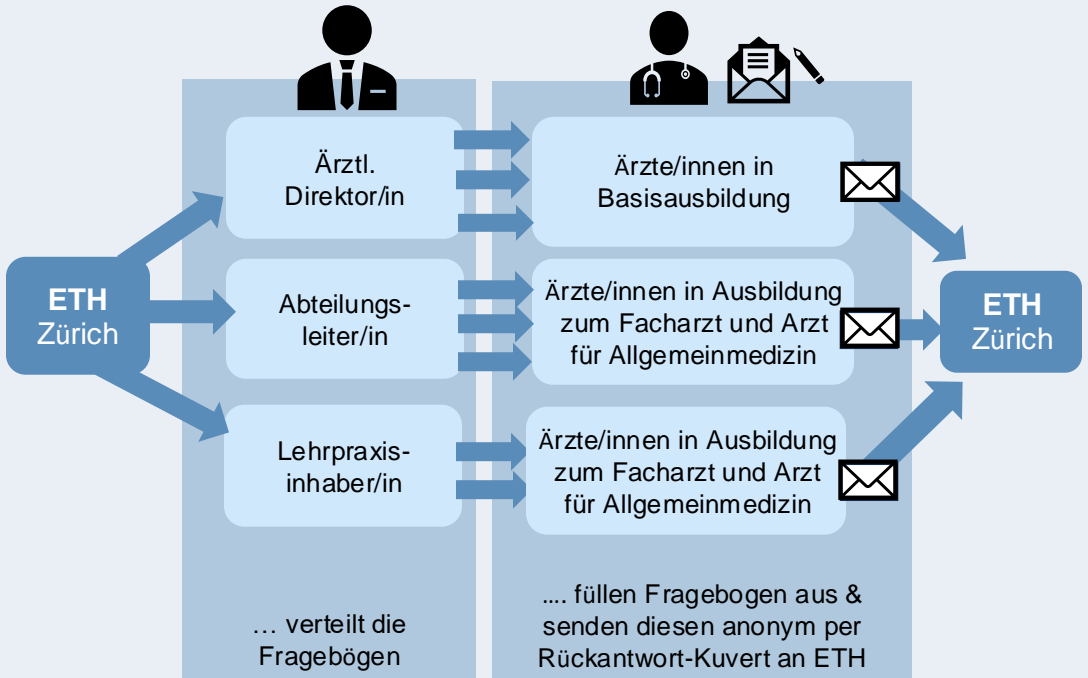 ETH
Zürich
Ärztl.
Direktor/in
Abteilungs-
leiter/in
Lehrpraxis-
inhaber/in
… verteilt die
Fragebögen
Ärzte/innen in
Basisausbildung
Ärzte/innen in Ausbildung
zum Facharzt und Arzt
für Allgemeinmedizin
Ärzte/innen in Ausbildung
zum Facharzt und Arzt
für Allgemeinmedizin
.... füllen Fragebogen aus &
senden diesen anonym per
Rückantwort-Kuvert an ETH
ETH
Zürich